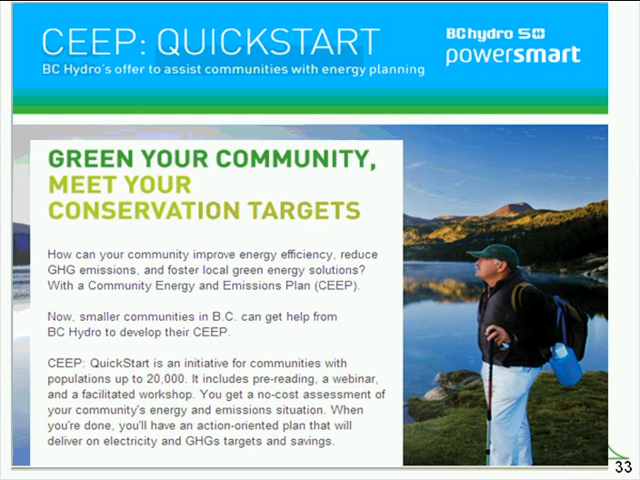 CEEP: QUICKSTART
BC Hydro's offer to assist communities with energy planning
BC hydro 50
powersmart
GREEN YOUR COMMUNITY,
MEET YOUR
CONSERVATION TARGETS
How can your community improve energy efficiency, reduce
GHG emissions, and foster local green energy solutions?
With a Community Energy and Emissions Plan (CEEP).
Now, smaller communities in B.C. can get help from
BC Hydro to develop their CEEP.
CEEP: QuickStart is an initiative for communities with
populations up to 20,000. It includes pre-reading, a webinar,
and a facilitated workshop. You get a no-cost assessment of
your community's energy and emissions situation. When
you're done, you'll have an action-oriented plan that will
deliver on electricity and GHGs targets and savings.
33